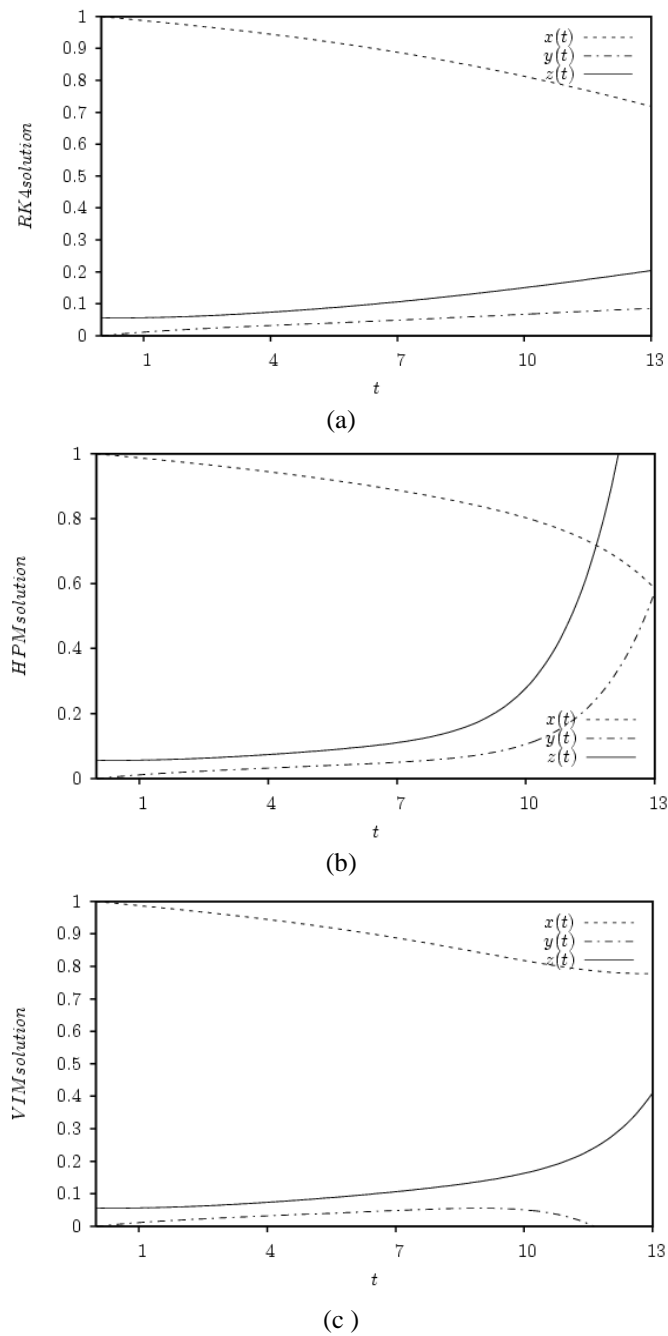 1
0.9
0.8
0.7
0.6
0.5
0.4
0.3
0.2
0.1
0
RK4solution
x(t)
y(t)
z(t)
1 4 7 10 13
t
(a)
1
0.8
0.6
0.4
0.2
0
HPMsolution
x(t)
y(t)
z(t)
1 4 7 10 13
t
(b)
1
0.9
0.8
0.7
0.6
0.5
0.4
0.3
0.2
0.1
0
VIMsolution
x(t)
y(t)
z(t)
1 4 7 10 13
t
(c )